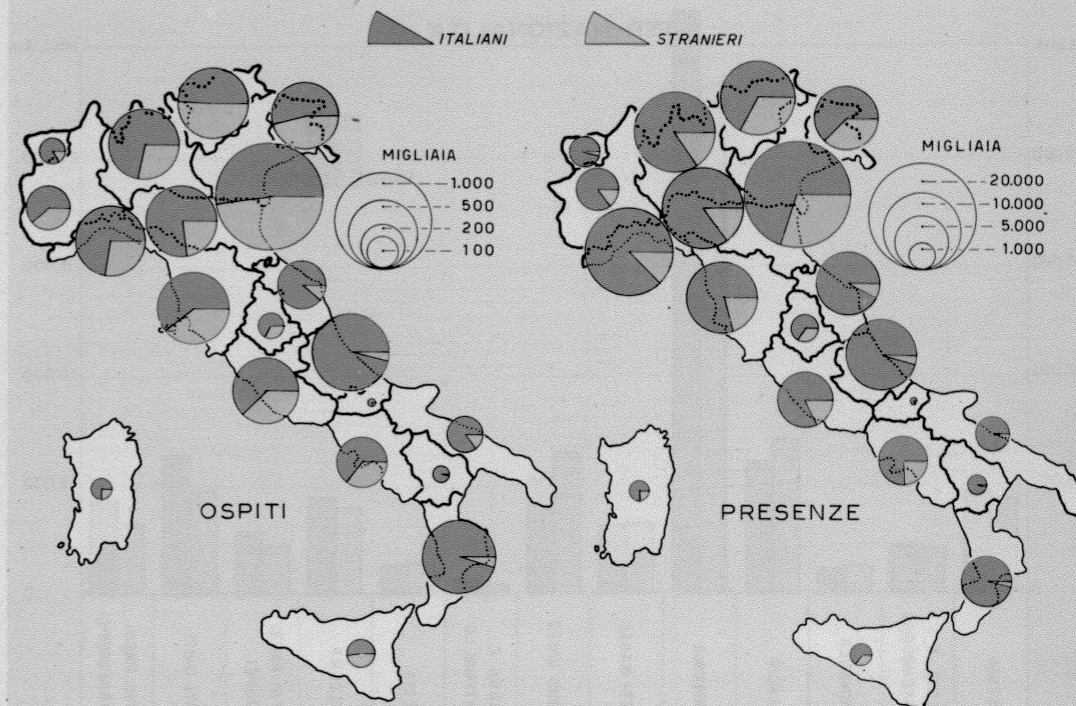 ITALIANI
STRANIERI
MIGLIAIA
1.000
500
200
100
OSPITI
MIGLIAIA
20.000
10.000
5.000
1.000
PRESENZE